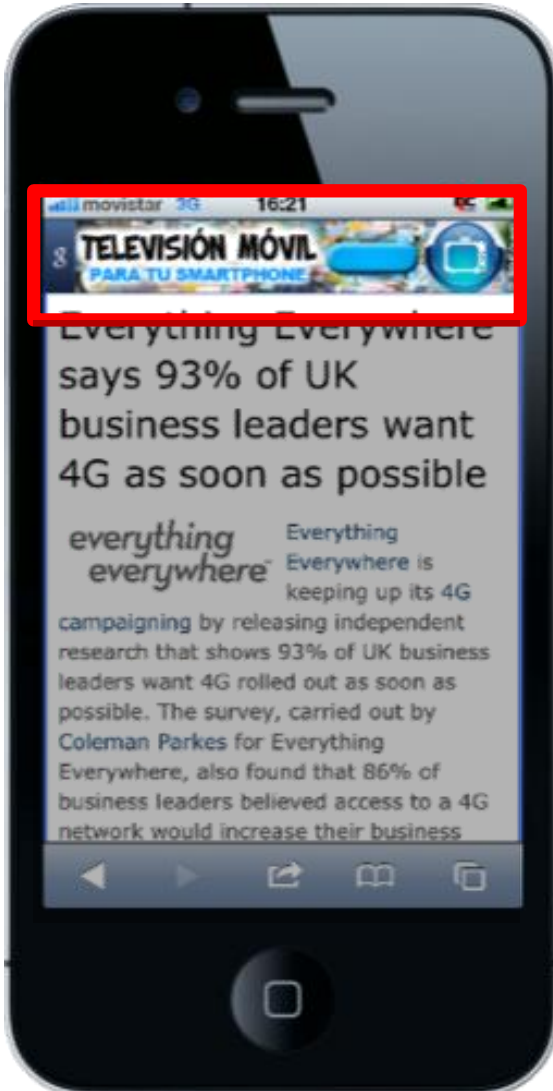 movistar 3G 16:21
8
TELEVISIÓN MÓVIL
PARA TU SMARTPHONE
Everything Everywhere
says 93% of UK
business leaders want
4G as soon as possible
everything
everywhere
Everything
Everywhere is
keeping up its 4G
campaigning by releasing independent
research that shows 93% of UK business
leaders want 4G rolled out as soon as
possible. The survey, carried out by
Coleman Parkes for Everything
Everywhere, also found that 86% of
business leaders believed access to a 4G
network would increase their business